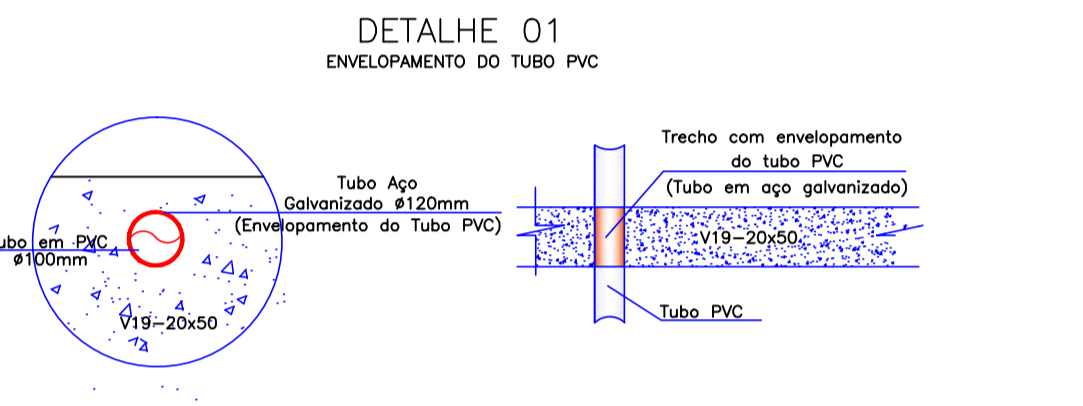 DETALHE 01
ENVELOPAMENTO DO TUBO PVC
Tubo Aço
Galvanizado ø120mm
(Envelopamento do Tubo PVC)
ubo em PVC
ø100mm
V19-20x50
Trecho com envelopamento
do tubo PVC
(Tubo em aço galvanizado)
V19-20x50
Tubo PVC